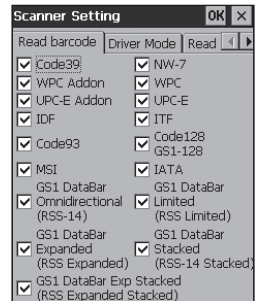 Scanner Setting OK ×
Read barcode Driver Mode Read
Code39 NW-7
WPC Addon WPC
UPC-E Addon UPC-E
IDF ITF
Code93 Code128
GS1-128
MSI IATA
GS1 DataBar GS1 DataBar
Omnidirectional Limited
(RSS-14) (RSS Limited)
GS1 DataBar GS1 DataBar
Expanded Stacked
(RSS Expanded) (RSS-14 Stacked)
GS1 DataBar Exp Stacked
(RSS Expanded Stacked)